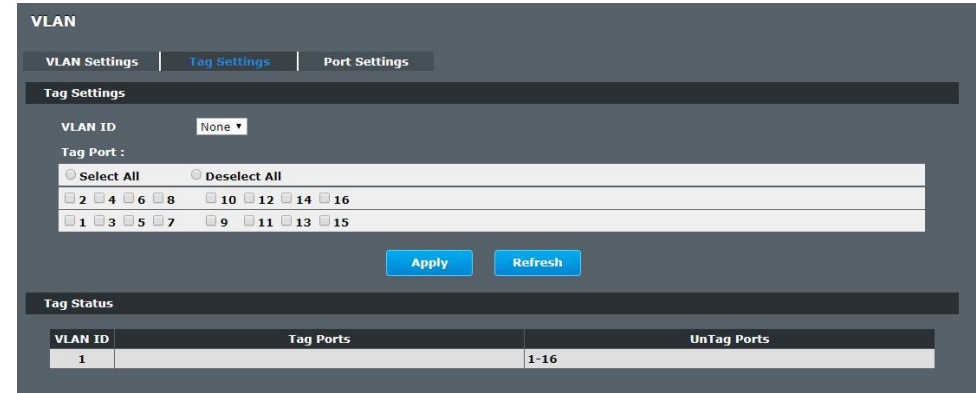 VLAN
VLAN Settings Tag Settings Port Settings
Tag Settings
VLAN ID None
Tag Port :
Select All Deselect All
2 4 6 8 10 12 14 16
1 3 5 7 9 11 13 15
Apply Refresh
Tag Status
VLAN ID Tag Ports UnTag Ports
1 1-16